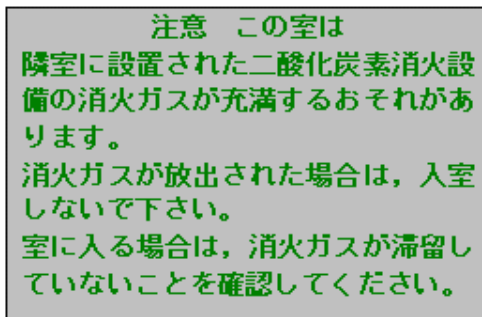 注意　この室は
隣室に設置された二酸化炭素消火設
備の消火ガスが充満するおそれがあ
ります。
消火ガスが放出された場合は，入室
しないで下さい。
室に入る場合は，消火ガスが滞留し
ていないことを確認してください。